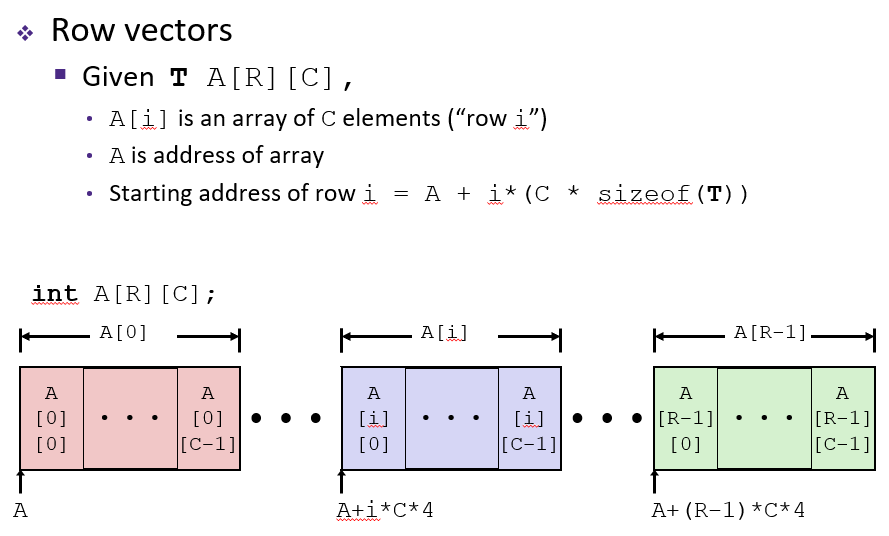 Row vectors
Given T A[R][C],
A[i] is an array of C elements (“row i”)
A is address of array
Starting address of row i = A + i*(C * sizeof(T))
int A[R][C];
A[0] A[i] A[R-1]
A • • • A • • • A • • • A • • • A • • • A
[0] [0] [i] [i] [R-1] [R-1]
[0] [C-1] [0] [C-1] [0] [C-1]
A A+i*C*4 A+(R-1)*C*4